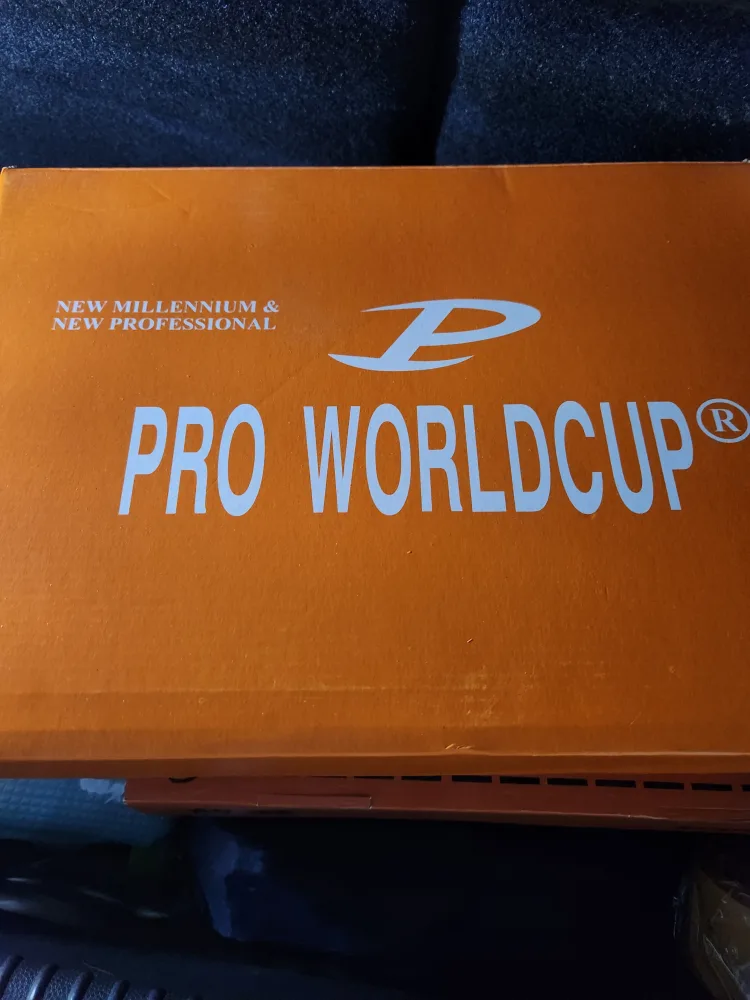 NEW MILLENNIUM &
NEW PROFESSIONAL
P
PRO WORLDCUP®